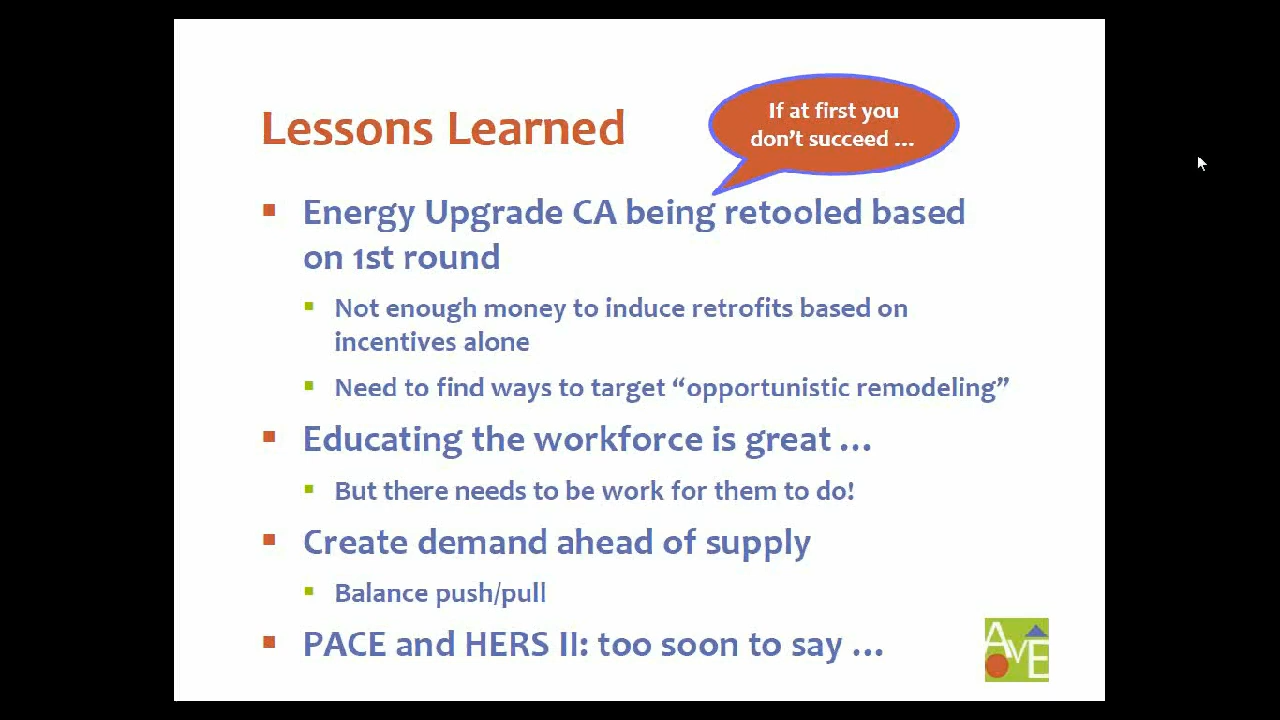 Lessons Learned
If at first you
don't succeed ...
▪ Energy Upgrade CA being retooled based
on 1st round
▪ Not enough money to induce retrofits based on
incentives alone
▪ Need to find ways to target “opportunistic remodeling”
▪ Educating the workforce is great ...
▪ But there needs to be work for them to do!
▪ Create demand ahead of supply
▪ Balance push/pull
▪ PACE and HERS II: too soon to say ...
AVE